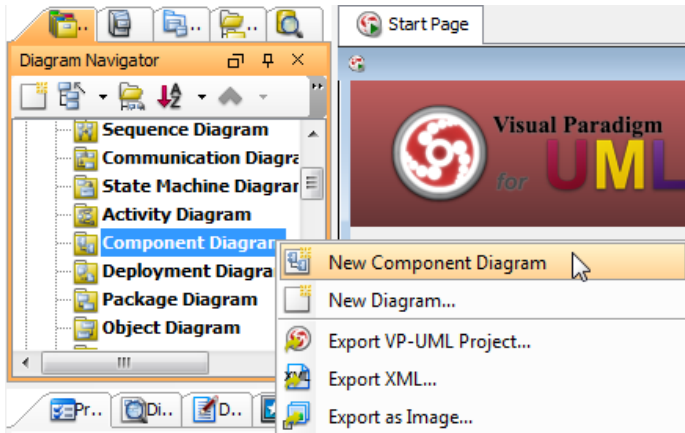 Start Page
Diagram Navigator
Sequence Diagram
Communication Diagra
State Machine Diagrar
Activity Diagram
Component Diagram
Deployment Diagra
Package Diagram
Object Diagram
Visual Paradigm
for UML
New Component Diagram
New Diagram...
Export VP-UML Project...
Export XML...
Export as Image...
Pr..
Di..
D..